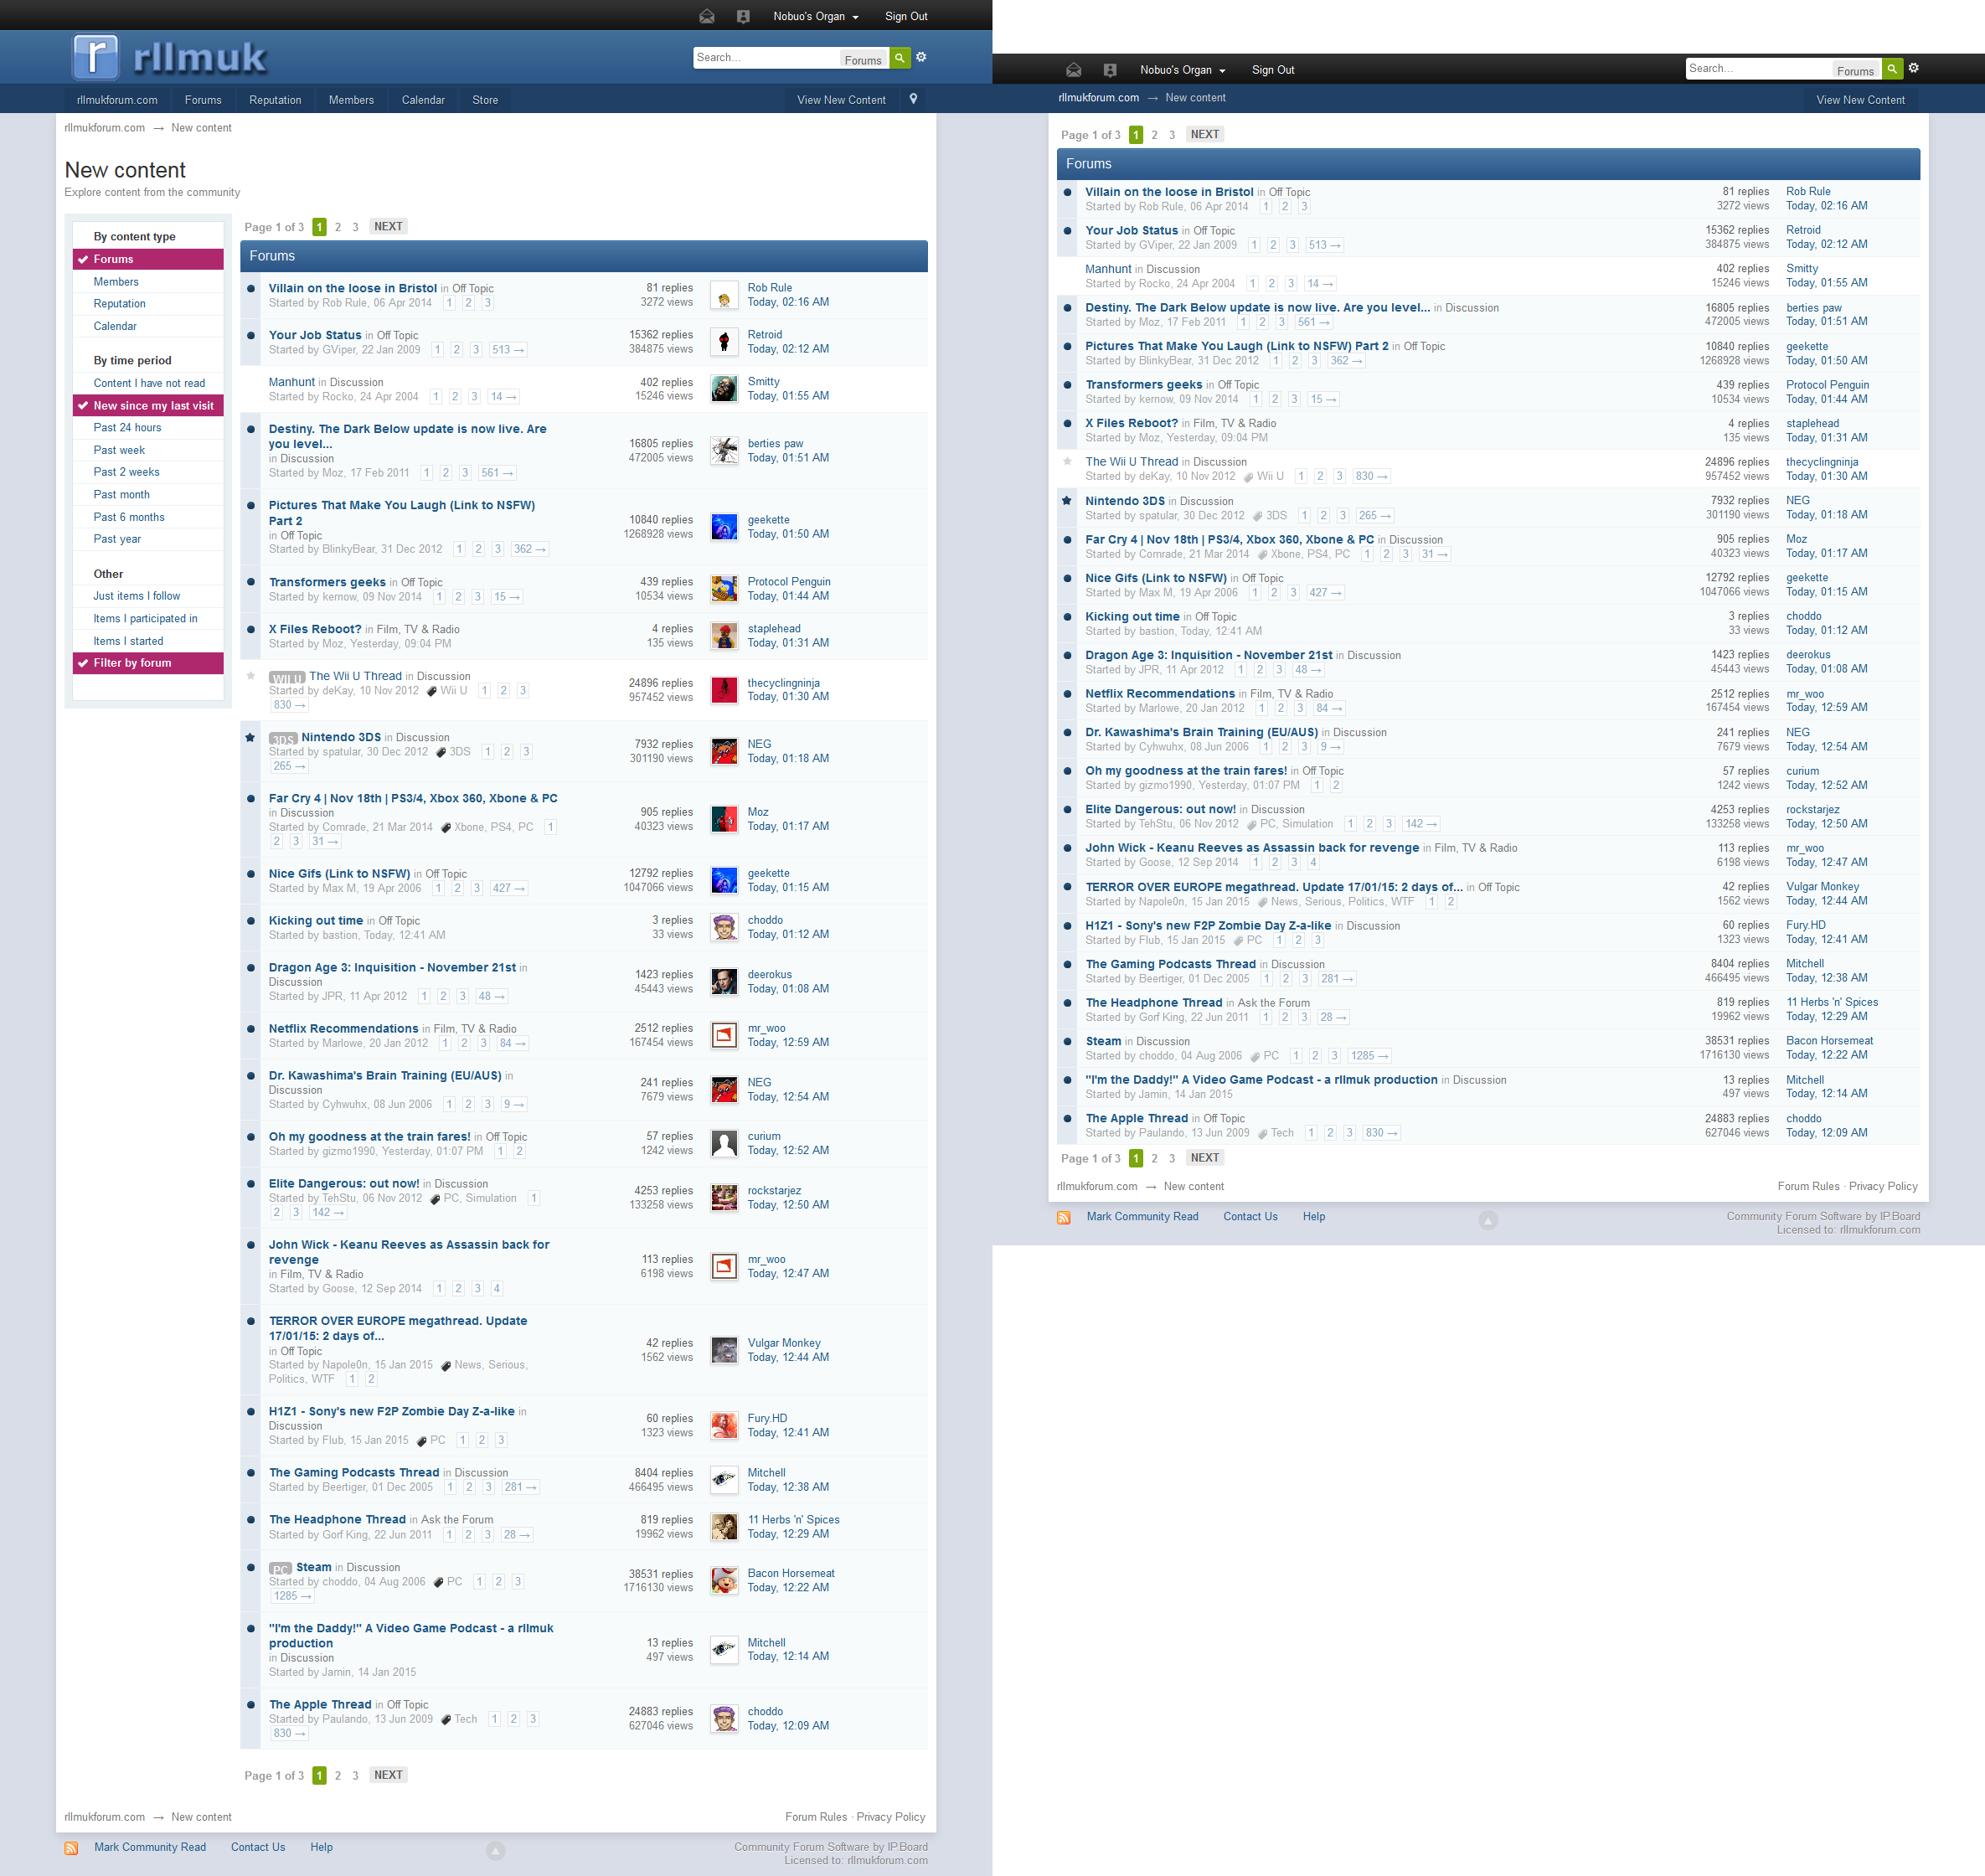 Nobuo's Organ Sign Out
rllmuk
Search... Forums
rllmukforum.com Forums Reputation Members Calendar Store View New Content
rllmukforum.com → New content
New content
Explore content from the community
By content type
Forums
Members
Reputation
Calendar
By time period
Content I have not read
New since my last visit
Past 24 hours
Past week
Past 2 weeks
Past month
Past 6 months
Past year
Other
Just items I follow
Items I participated in
Items I started
Filter by forum
Page 1 of 3 1 2 3 NEXT
Forums
Villain on the loose in Bristol in Off Topic
Started by Rob Rule, 06 Apr 2014 1 2 3
81 replies
3272 views
Rob Rule
Today, 02:16 AM
Your Job Status in Off Topic
Started by GViper, 22 Jan 2009 1 2 3 513 →
15362 replies
384875 views
Retroid
Today, 02:12 AM
Manhunt in Discussion
Started by Rocko, 24 Apr 2004 1 2 3 14 →
402 replies
15246 views
Smitty
Today, 01:55 AM
Destiny. The Dark Below update is now live. Are
you level...
in Discussion
Started by Moz, 17 Feb 2011 1 2 3 561 →
16805 replies
472005 views
berties paw
Today, 01:51 AM
Pictures That Make You Laugh (Link to NSFW)
Part 2
in Off Topic
Started by BlinkyBear, 31 Dec 2012 1 2 3 362 →
10840 replies
1268928 views
geekette
Today, 01:50 AM
Transformers geeks in Off Topic
Started by kernow, 09 Nov 2014 1 2 3 15 →
439 replies
10534 views
Protocol Penguin
Today, 01:44 AM
X Files Reboot? in Film, TV & Radio
Started by Moz, Yesterday, 09:04 PM
4 replies
135 views
staplehead
Today, 01:31 AM
WII U The Wii U Thread in Discussion
Started by deKay, 10 Nov 2012 Wii U 1 2 3
830 →
24896 replies
957452 views
thecyclingninja
Today, 01:30 AM
3DS Nintendo 3DS in Discussion
Started by spatular, 30 Dec 2012 3DS 1 2 3
265 →
7932 replies
301190 views
NEG
Today, 01:18 AM
Far Cry 4 | Nov 18th | PS3/4, Xbox 360, Xbone & PC
in Discussion
Started by Comrade, 21 Mar 2014 Xbone, PS4, PC 1
2 3 31 →
905 replies
40323 views
Moz
Today, 01:17 AM
Nice Gifs (Link to NSFW) in Off Topic
Started by Max M, 19 Apr 2006 1 2 3 427 →
12792 replies
1047066 views
geekette
Today, 01:15 AM
Kicking out time in Off Topic
Started by bastion, Today, 12:41 AM
3 replies
33 views
choddo
Today, 01:12 AM
Dragon Age 3: Inquisition - November 21st in
Discussion
Started by JPR, 11 Apr 2012 1 2 3 48 →
1423 replies
45443 views
deerokus
Today, 01:08 AM
Netflix Recommendations in Film, TV & Radio
Started by Marlowe, 20 Jan 2012 1 2 3 84 →
2512 replies
167454 views
mr_woo
Today, 12:59 AM
Dr. Kawashima's Brain Training (EU/AUS) in
Discussion
Started by Cyhwuhx, 08 Jun 2006 1 2 3 9 →
241 replies
7679 views
NEG
Today, 12:54 AM
Oh my goodness at the train fares! in Off Topic
Started by gizmo1990, Yesterday, 01:07 PM 1 2
57 replies
1242 views
curium
Today, 12:52 AM
Elite Dangerous: out now! in Discussion
Started by TehStu, 06 Nov 2012 PC, Simulation 1
2 3 142 →
4253 replies
133258 views
rockstarjez
Today, 12:50 AM
John Wick - Keanu Reeves as Assassin back for
revenge
in Film, TV & Radio
Started by Goose, 12 Sep 2014 1 2 3 4
113 replies
6198 views
mr_woo
Today, 12:47 AM
TERROR OVER EUROPE megathread. Update
17/01/15: 2 days of...
in Off Topic
Started by Napole0n, 15 Jan 2015 News, Serious,
Politics, WTF 1 2
42 replies
1562 views
Vulgar Monkey
Today, 12:44 AM
H1Z1 - Sony's new F2P Zombie Day Z-a-like in
Discussion
Started by Flub, 15 Jan 2015 PC 1 2 3
60 replies
1323 views
Fury.HD
Today, 12:41 AM
The Gaming Podcasts Thread in Discussion
Started by Beertiger, 01 Dec 2005 1 2 3 281 →
8404 replies
466495 views
Mitchell
Today, 12:38 AM
The Headphone Thread in Ask the Forum
Started by Gorf King, 22 Jun 2011 1 2 3 28 →
819 replies
19962 views
11 Herbs 'n' Spices
Today, 12:29 AM
PC Steam in Discussion
Started by choddo, 04 Aug 2006 PC 1 2 3
1285 →
38531 replies
1716130 views
Bacon Horsemeat
Today, 12:22 AM
"I'm the Daddy!" A Video Game Podcast - a rllmuk
production
in Discussion
Started by Jamin, 14 Jan 2015
13 replies
497 views
Mitchell
Today, 12:14 AM
The Apple Thread in Off Topic
Started by Paulando, 13 Jun 2009 Tech 1 2 3
830 →
24883 replies
627046 views
choddo
Today, 12:09 AM
Page 1 of 3 1 2 3 NEXT
rllmukforum.com → New content Forum Rules · Privacy Policy
Mark Community Read Contact Us Help Community Forum Software by IP.Board
Licensed to: rllmukforum.com
Nobuo's Organ Sign Out Search... Forums
rllmukforum.com → New content View New Content
Page 1 of 3 1 2 3 NEXT
Forums
Villain on the loose in Bristol in Off Topic 81 replies Rob Rule
Started by Rob Rule, 06 Apr 2014 1 2 3 3272 views Today, 02:16 AM
Your Job Status in Off Topic 15362 replies Retroid
Started by GViper, 22 Jan 2009 1 2 3 513 → 384875 views Today, 02:12 AM
Manhunt in Discussion 402 replies Smitty
Started by Rocko, 24 Apr 2004 1 2 3 14 → 15246 views Today, 01:55 AM
Destiny. The Dark Below update is now live. Are you level... in Discussion 16805 replies berties paw
Started by Moz, 17 Feb 2011 1 2 3 561 → 472005 views Today, 01:51 AM
Pictures That Make You Laugh (Link to NSFW) Part 2 in Off Topic 10840 replies geekette
Started by BlinkyBear, 31 Dec 2012 1 2 3 362 → 1268928 views Today, 01:50 AM
Transformers geeks in Off Topic 439 replies Protocol Penguin
Started by kernow, 09 Nov 2014 1 2 3 15 → 10534 views Today, 01:44 AM
X Files Reboot? in Film, TV & Radio 4 replies staplehead
Started by Moz, Yesterday, 09:04 PM 135 views Today, 01:31 AM
The Wii U Thread in Discussion 24896 replies thecyclingninja
Started by deKay, 10 Nov 2012 Wii U 1 2 3 830 → 957452 views Today, 01:30 AM
Nintendo 3DS in Discussion 7932 replies NEG
Started by spatular, 30 Dec 2012 3DS 1 2 3 265 → 301190 views Today, 01:18 AM
Far Cry 4 | Nov 18th | PS3/4, Xbox 360, Xbone & PC in Discussion 905 replies Moz
Started by Comrade, 21 Mar 2014 Xbone, PS4, PC 1 2 3 31 → 40323 views Today, 01:17 AM
Nice Gifs (Link to NSFW) in Off Topic 12792 replies geekette
Started by Max M, 19 Apr 2006 1 2 3 427 → 1047066 views Today, 01:15 AM
Kicking out time in Off Topic 3 replies choddo
Started by bastion, Today, 12:41 AM 33 views Today, 01:12 AM
Dragon Age 3: Inquisition - November 21st in Discussion 1423 replies deerokus
Started by JPR, 11 Apr 2012 1 2 3 48 → 45443 views Today, 01:08 AM
Netflix Recommendations in Film, TV & Radio 2512 replies mr_woo
Started by Marlowe, 20 Jan 2012 1 2 3 84 → 167454 views Today, 12:59 AM
Dr. Kawashima's Brain Training (EU/AUS) in Discussion 241 replies NEG
Started by Cyhwuhx, 08 Jun 2006 1 2 3 9 → 7679 views Today, 12:54 AM
Oh my goodness at the train fares! in Off Topic 57 replies curium
Started by gizmo1990, Yesterday, 01:07 PM 1 2 1242 views Today, 12:52 AM
Elite Dangerous: out now! in Discussion 4253 replies rockstarjez
Started by TehStu, 06 Nov 2012 PC, Simulation 1 2 3 142 → 133258 views Today, 12:50 AM
John Wick - Keanu Reeves as Assassin back for revenge in Film, TV & Radio 113 replies mr_woo
Started by Goose, 12 Sep 2014 1 2 3 4 6198 views Today, 12:47 AM
TERROR OVER EUROPE megathread. Update 17/01/15: 2 days of... in Off Topic 42 replies Vulgar Monkey
Started by Napole0n, 15 Jan 2015 News, Serious, Politics, WTF 1 2 1562 views Today, 12:44 AM
H1Z1 - Sony's new F2P Zombie Day Z-a-like in Discussion 60 replies Fury.HD
Started by Flub, 15 Jan 2015 PC 1 2 3 1323 views Today, 12:41 AM
The Gaming Podcasts Thread in Discussion 8404 replies Mitchell
Started by Beertiger, 01 Dec 2005 1 2 3 281 → 466495 views Today, 12:38 AM
The Headphone Thread in Ask the Forum 819 replies 11 Herbs 'n' Spices
Started by Gorf King, 22 Jun 2011 1 2 3 28 → 19962 views Today, 12:29 AM
Steam in Discussion 38531 replies Bacon Horsemeat
Started by choddo, 04 Aug 2006 PC 1 2 3 1285 → 1716130 views Today, 12:22 AM
"I'm the Daddy!" A Video Game Podcast - a rllmuk production in Discussion 13 replies Mitchell
Started by Jamin, 14 Jan 2015 497 views Today, 12:14 AM
The Apple Thread in Off Topic 24883 replies choddo
Started by Paulando, 13 Jun 2009 Tech 1 2 3 830 → 627046 views Today, 12:09 AM
Page 1 of 3 1 2 3 NEXT
rllmukforum.com → New content Forum Rules · Privacy Policy
Mark Community Read Contact Us Help Community Forum Software by IP.Board
Licensed to: rllmukforum.com